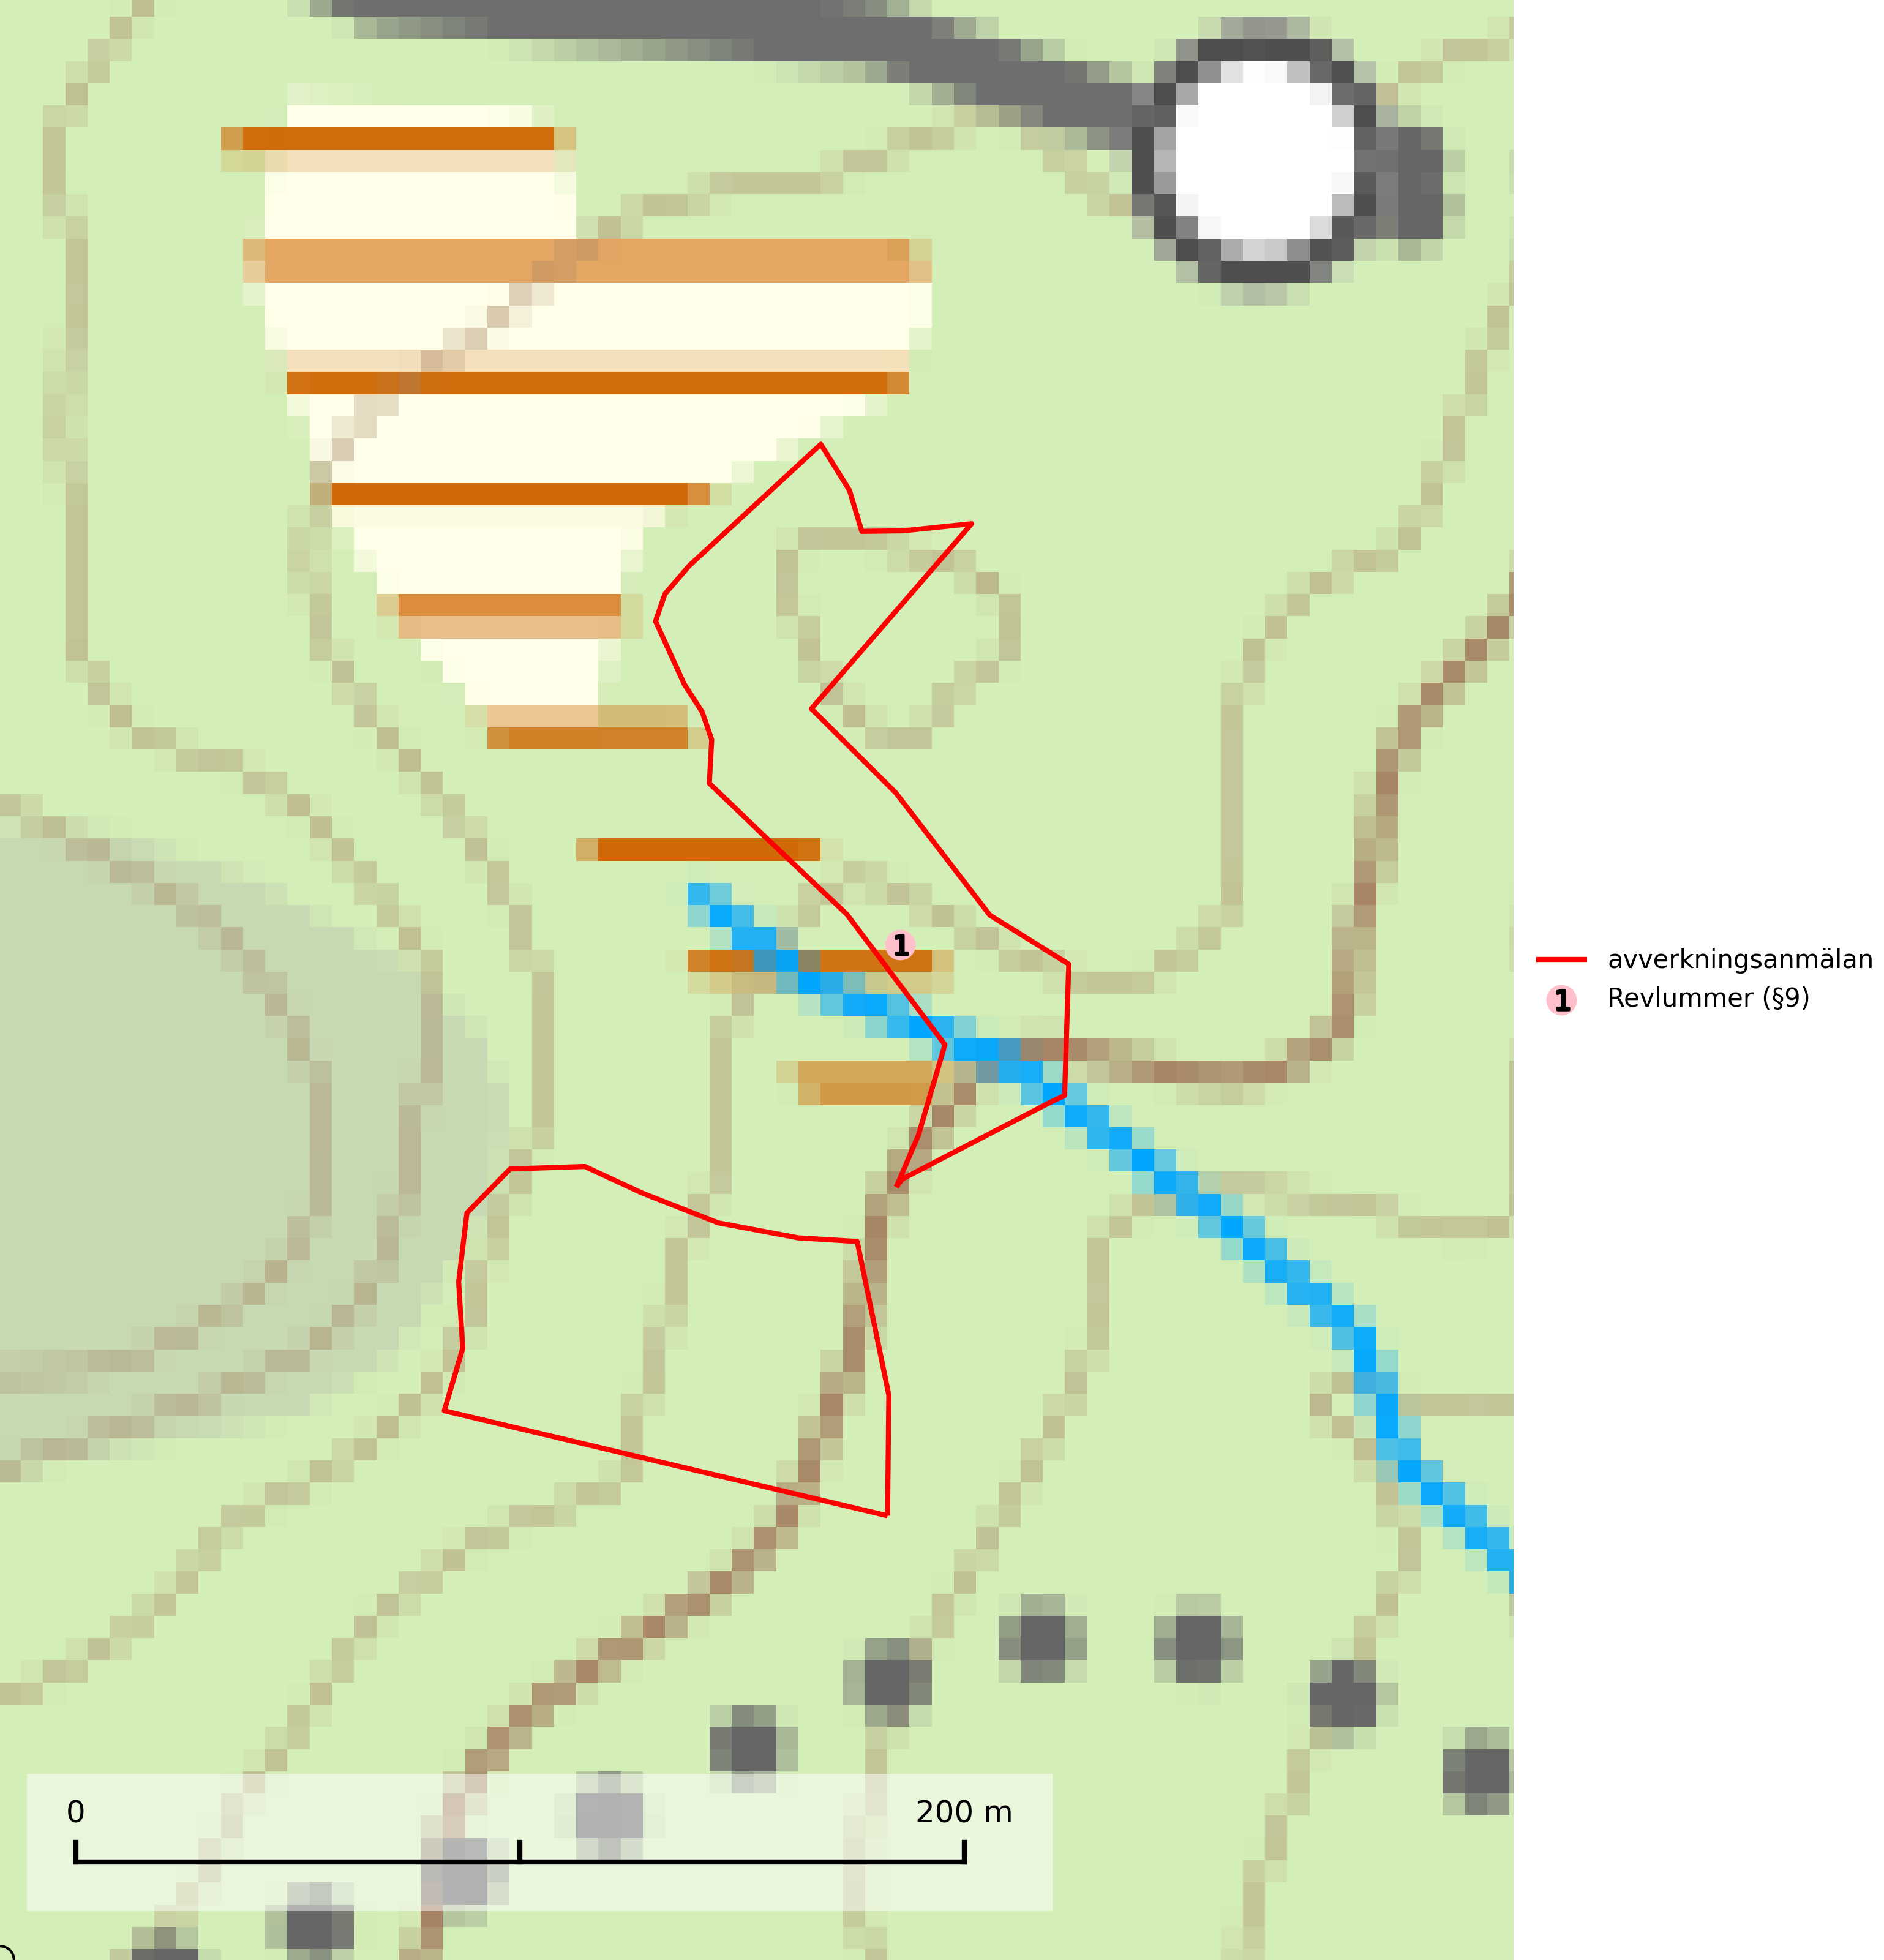 1
avverkningsanmälan
1 Revlummer (§9)
0 200 m